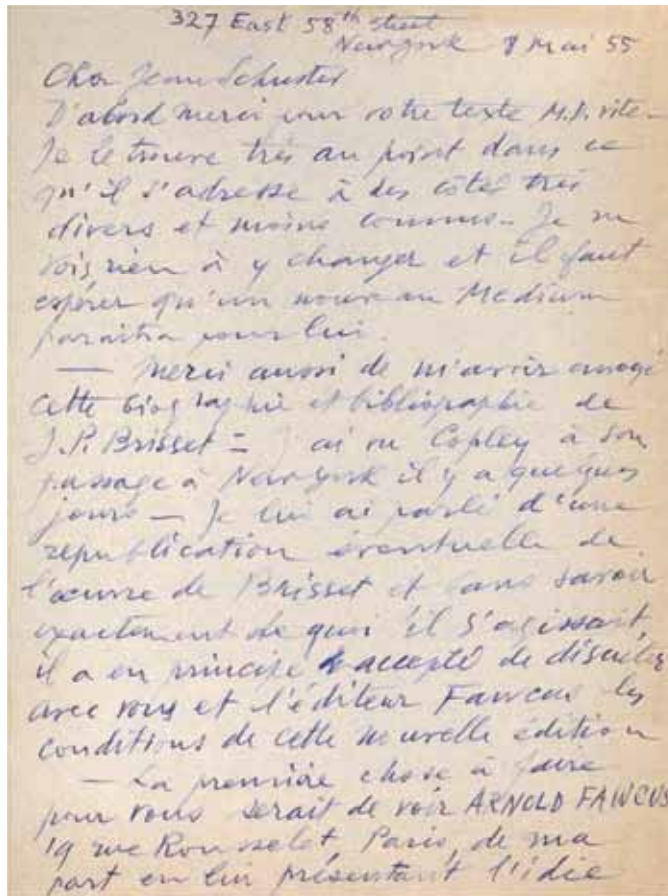 327 East 58th Street
New York 8 Mai 55
Cher Jean Schuster
D'abord merci pour votre texte M.D. vite —
Je le trouve très au point dans ce
qu'il s'adresse à des côtés très
divers et moins connus — Je ne
vois rien à y changer et il faut
espérer qu'un nouveau Medium
paraitra pour lui.
— Merci aussi de m'avoir envoyé
cette biographie et bibliographie de
J.P. Brisset = J'ai vu Copley à son
passage à New York il y a quelques
jours — Je lui ai parlé d'une
republication éventuelle de
l'œuvre de Brisset et sans savoir
exactement de quoi il s'agissait,
il a en principe accepté de discuter
avec vous et l'éditeur Fawcus les
conditions de cette nouvelle édition
— La première chose à faire
pour vous serait de voir ARNOLD FAWCUS
19 rue Rousselet, Paris, de ma
part en lui présentant l'idée